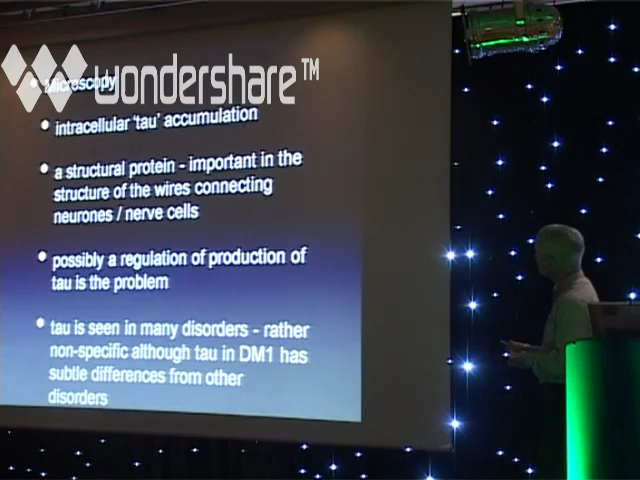 • Microscopy
wondershare™
• intracellular 'tau' accumulation
• a structural protein - important in the
structure of the wires connecting
neurones / nerve cells
• possibly a regulation of production of
tau is the problem
• tau is seen in many disorders - rather
non-specific although tau in DM1 has
subtle differences from other
disorders